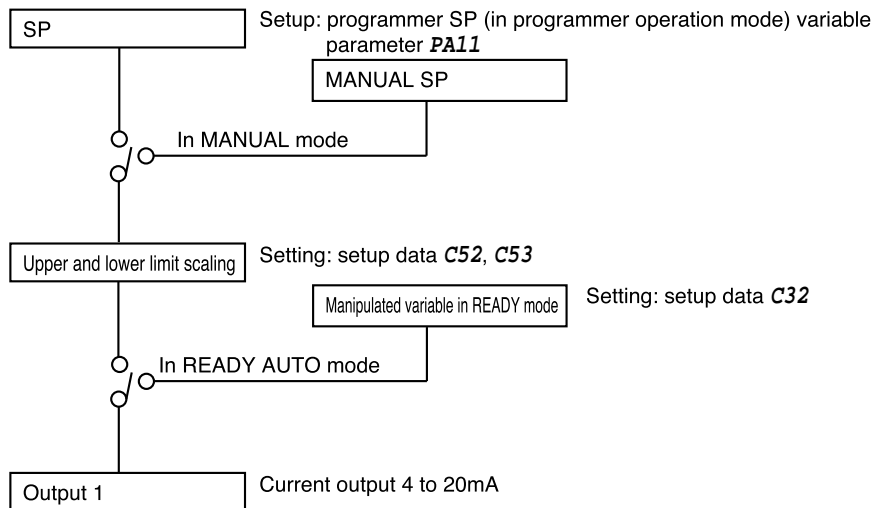 SP
Setup: programmer SP (in programmer operation mode) variable
parameter PA11
MANUAL SP
In MANUAL mode
Upper and lower limit scaling
Setting: setup data C52, C53
Manipulated variable in READY mode
Setting: setup data C32
In READY AUTO mode
Output 1
Current output 4 to 20mA